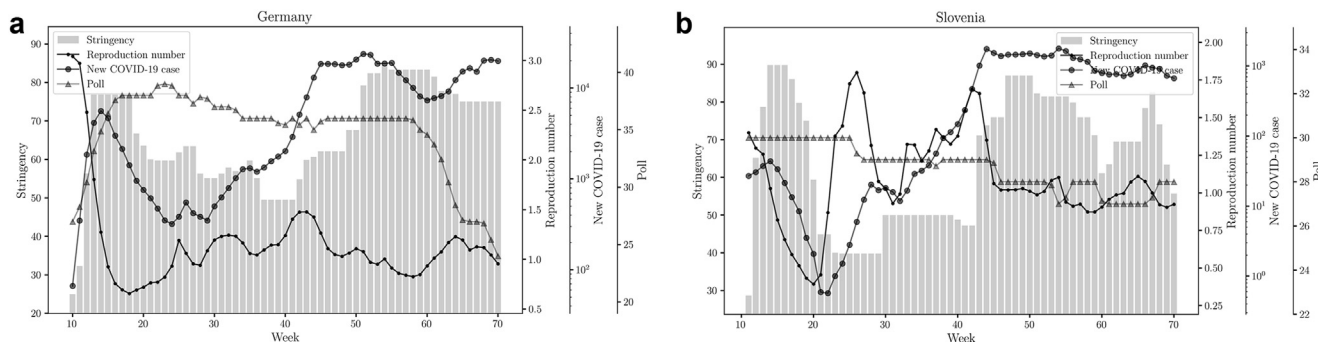 a
Germany
Stringency
Reproduction number
New COVID-19 case
Poll
90
80
70
60
50
40
30
20
Stringency
10
20
30
40
50
60
70
Week
3.0
2.5
2.0
1.5
1.0
0.5
Reproduction number
10⁴
10³
10²
New COVID-19 case
40
35
30
25
20
Poll
b
Slovenia
Stringency
Reproduction number
New COVID-19 case
Poll
90
80
70
60
50
40
30
Stringency
10
20
30
40
50
60
70
Week
2.00
1.75
1.50
1.25
1.00
0.75
0.50
0.25
Reproduction number
10³
10²
10¹
10⁰
New COVID-19 case
34
32
30
28
26
24
22
Poll